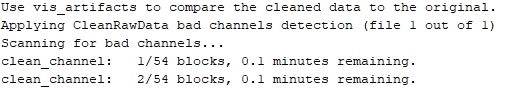 Use vis_artifacts to compare the cleaned data to the original.
Applying CleanRawData bad channels detection (file 1 out of 1)
Scanning for bad channels...
clean_channel:   1/54 blocks, 0.1 minutes remaining.
clean_channel:   2/54 blocks, 0.1 minutes remaining.